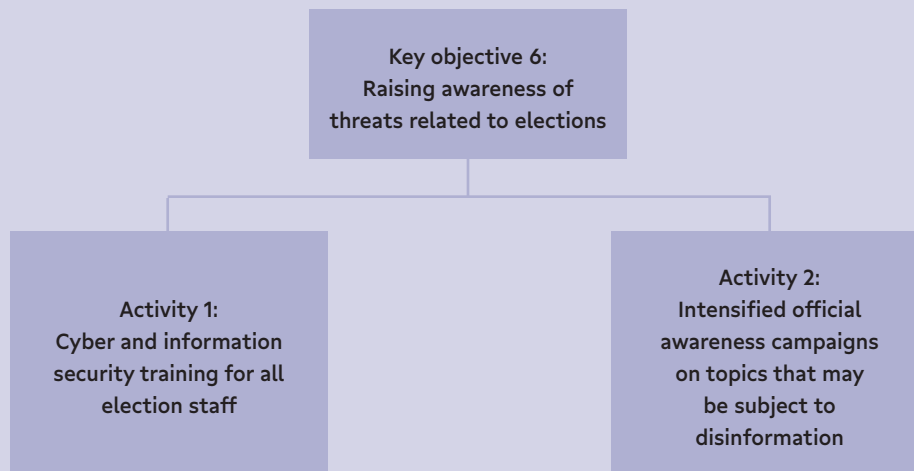 Key objective 6:
Raising awareness of
threats related to elections
Activity 1:
Cyber and information
security training for all
election staff
Activity 2:
Intensified official
awareness campaigns
on topics that may
be subject to
disinformation